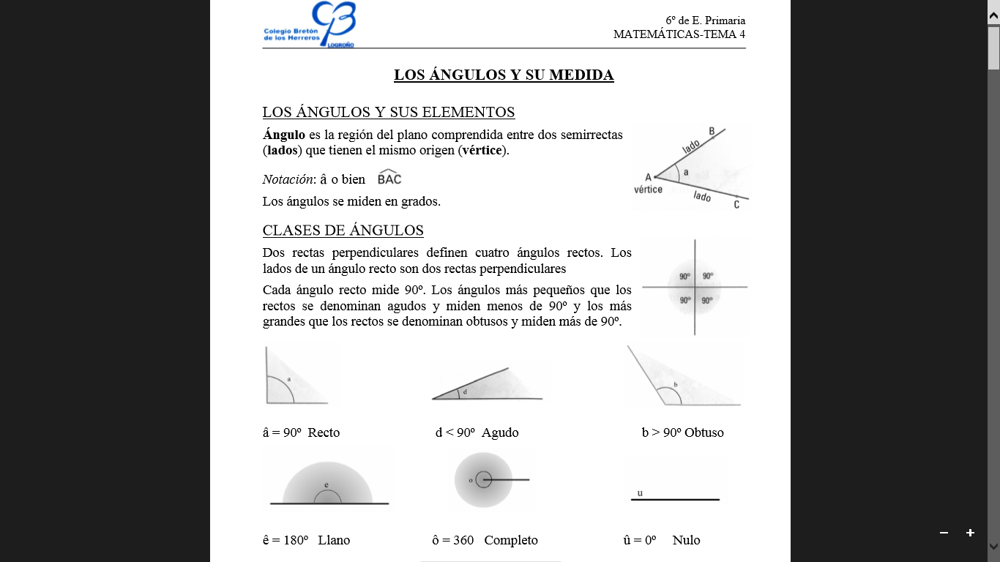 Colegio Bretón
de los Herreros
LOGROÑO
6º de E. Primaria
MATEMÁTICAS-TEMA 4
LOS ÁNGULOS Y SU MEDIDA
LOS ÁNGULOS Y SUS ELEMENTOS
Ángulo es la región del plano comprendida entre dos semirrectas
(lados) que tienen el mismo origen (vértice).
Notación: â o bien BAC
Los ángulos se miden en grados.
B
lado
A
a
vértice
lado
C
CLASES DE ÁNGULOS
Dos rectas perpendiculares definen cuatro ángulos rectos. Los
lados de un ángulo recto son dos rectas perpendiculares
Cada ángulo recto mide 90º. Los ángulos más pequeños que los
rectos se denominan agudos y miden menos de 90º y los más
grandes que los rectos se denominan obtusos y miden más de 90º.
90º 90º
90º 90º
a
d
b
â = 90º Recto
d < 90º Agudo
b > 90º Obtuso
e
o
u
ê = 180º Llano
ô = 360 Completo
û = 0º Nulo